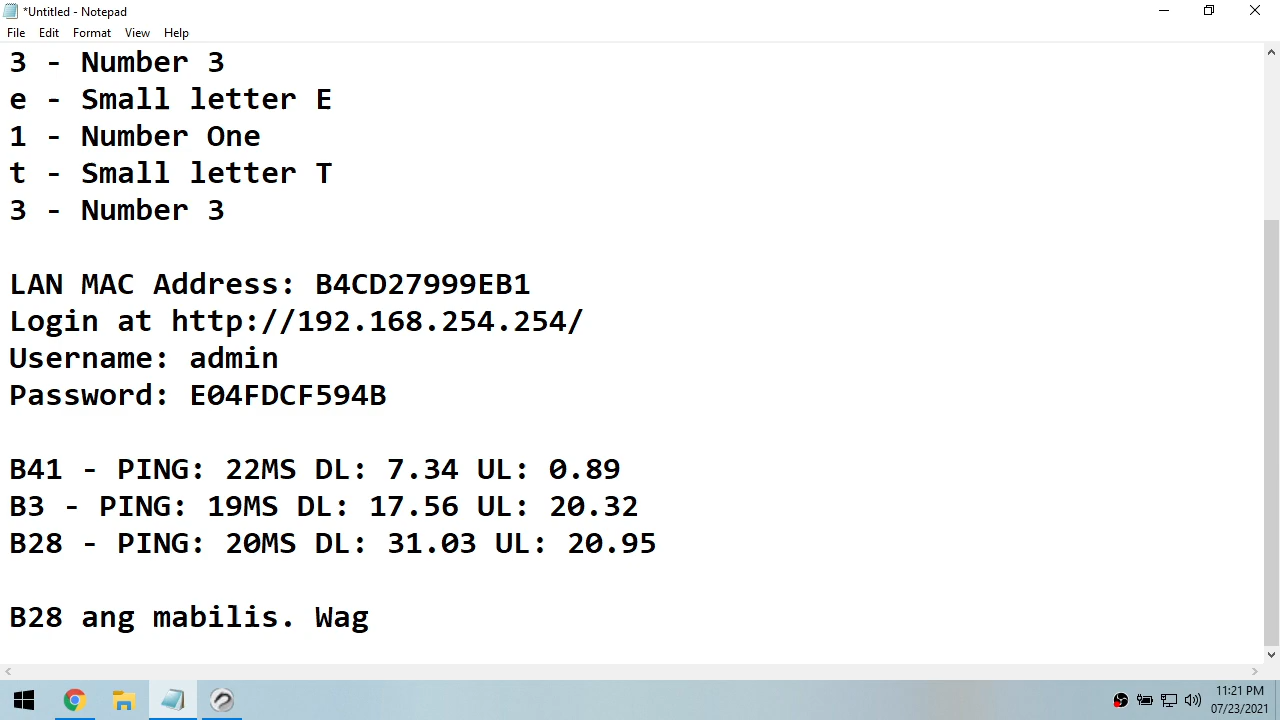 *Untitled - Notepad
File Edit Format View Help
3 - Number 3
e - Small letter E
1 - Number One
t - Small letter T
3 - Number 3
LAN MAC Address: B4CD27999EB1
Login at http://192.168.254.254/
Username: admin
Password: E04FDCF594B
B41 - PING: 22MS DL: 7.34 UL: 0.89
B3 - PING: 19MS DL: 17.56 UL: 20.32
B28 - PING: 20MS DL: 31.03 UL: 20.95
B28 ang mabilis. Wag
11:21 PM
07/23/2021